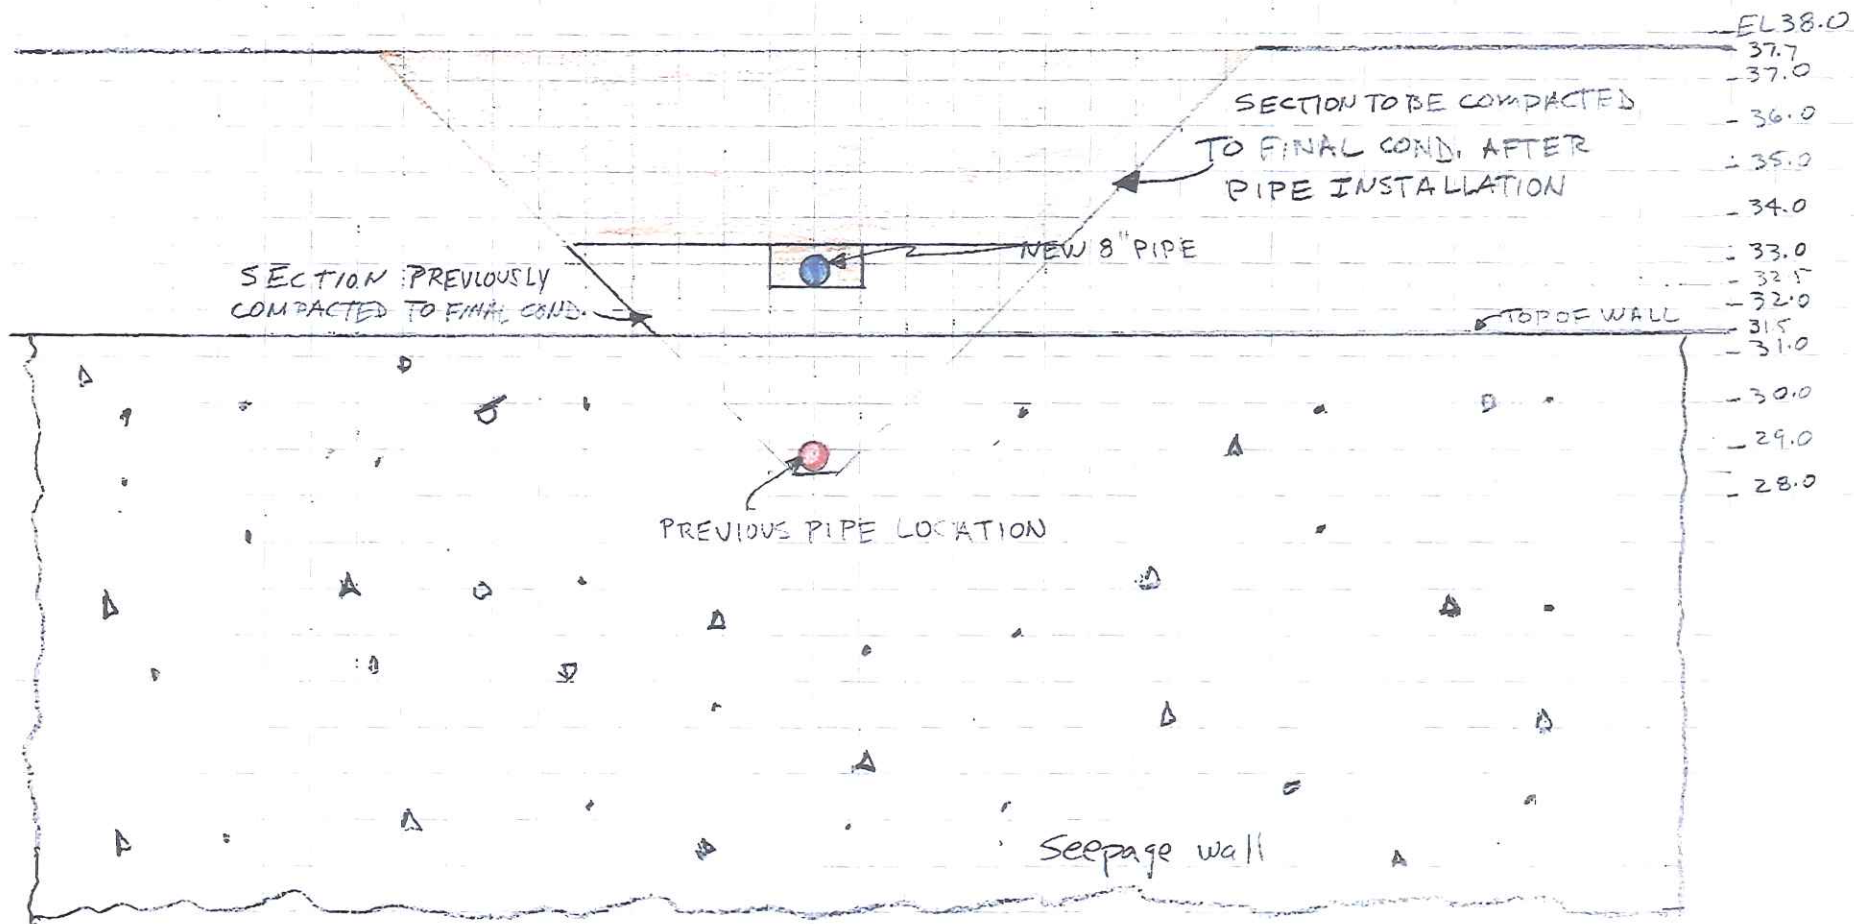 EL 38.0
37.7
37.0
SECTION TO BE COMPACTED
TO FINAL COND. AFTER
PIPE INSTALLATION
36.0
35.0
34.0
NEW 8" PIPE
33.0
32.5
32.0
SECTION PREVIOUSLY
COMPACTED TO FINAL COND.
TOP OF WALL
31.5
31.0
30.0
29.0
28.0
PREVIOUS PIPE LOCATION
Seepage wall